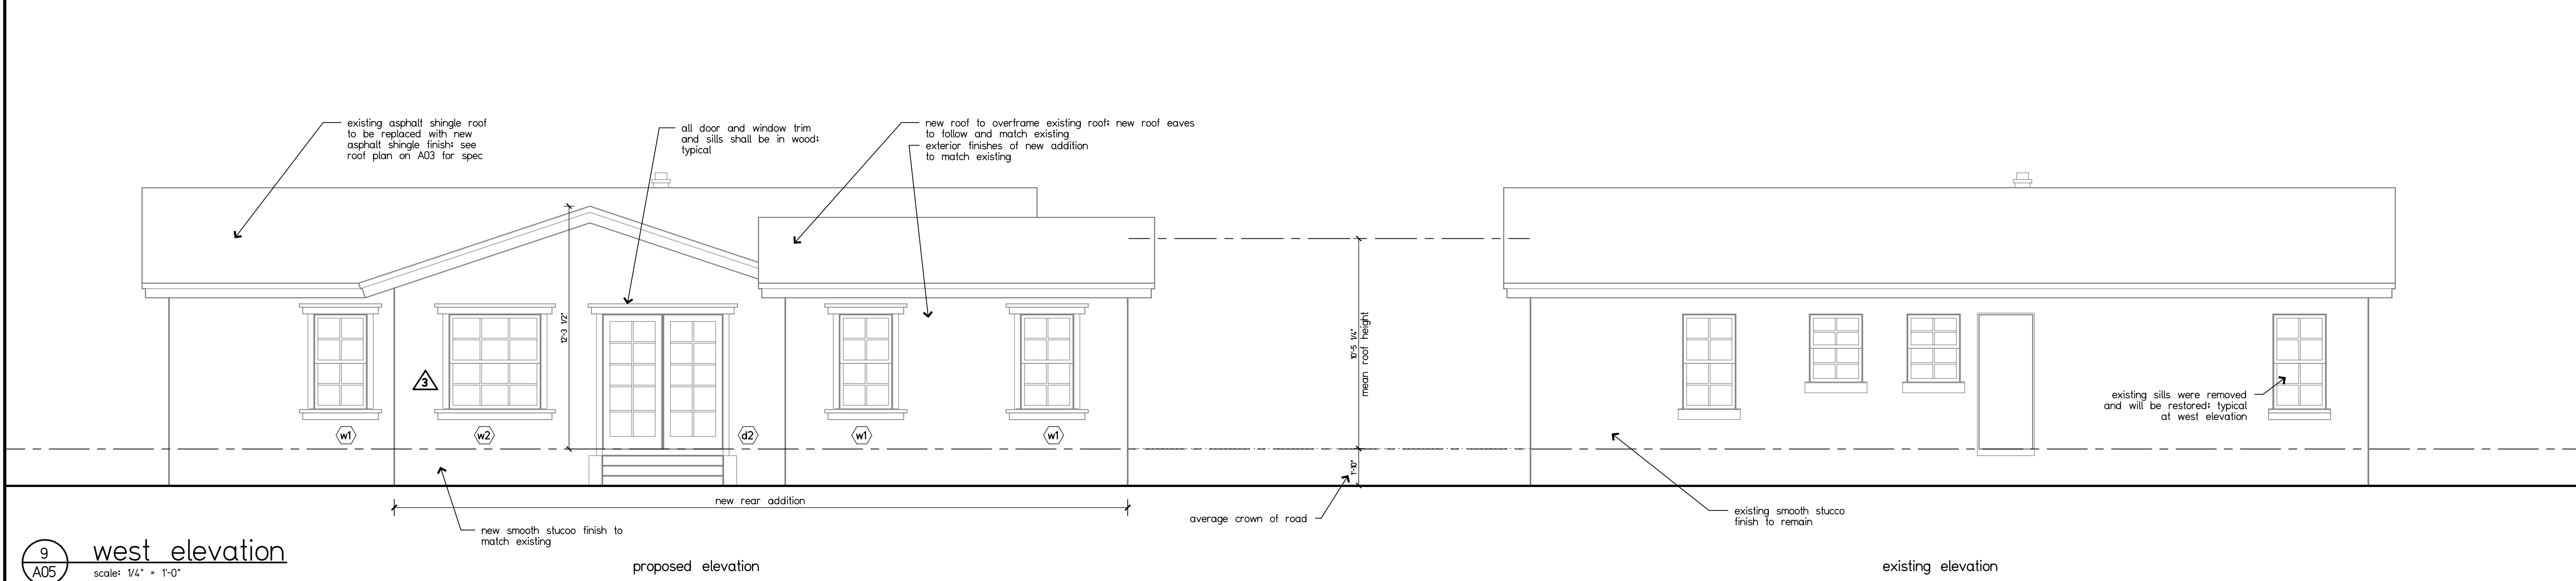 existing asphalt shingle roof
to be replaced with new
asphalt shingle finish; see
roof plan on A03 for spec
all door and window trim
and sills shall be in wood;
typical
new roof to overframe existing roof; new roof eaves
to follow and match existing
exterior finishes of new addition
to match existing
12'-3 1/2"
10'-5 1/4"
mean roof height
3
w1
w2
d2
w1
w1
existing sills were removed
and will be restored; typical
at west elevation
1'-10"
new rear addition
average crown of road
new smooth stucoo finish to
match existing
existing smooth stucco
finish to remain
9
A05
west elevation
scale: 1/4" = 1'-0"
proposed elevation
existing elevation